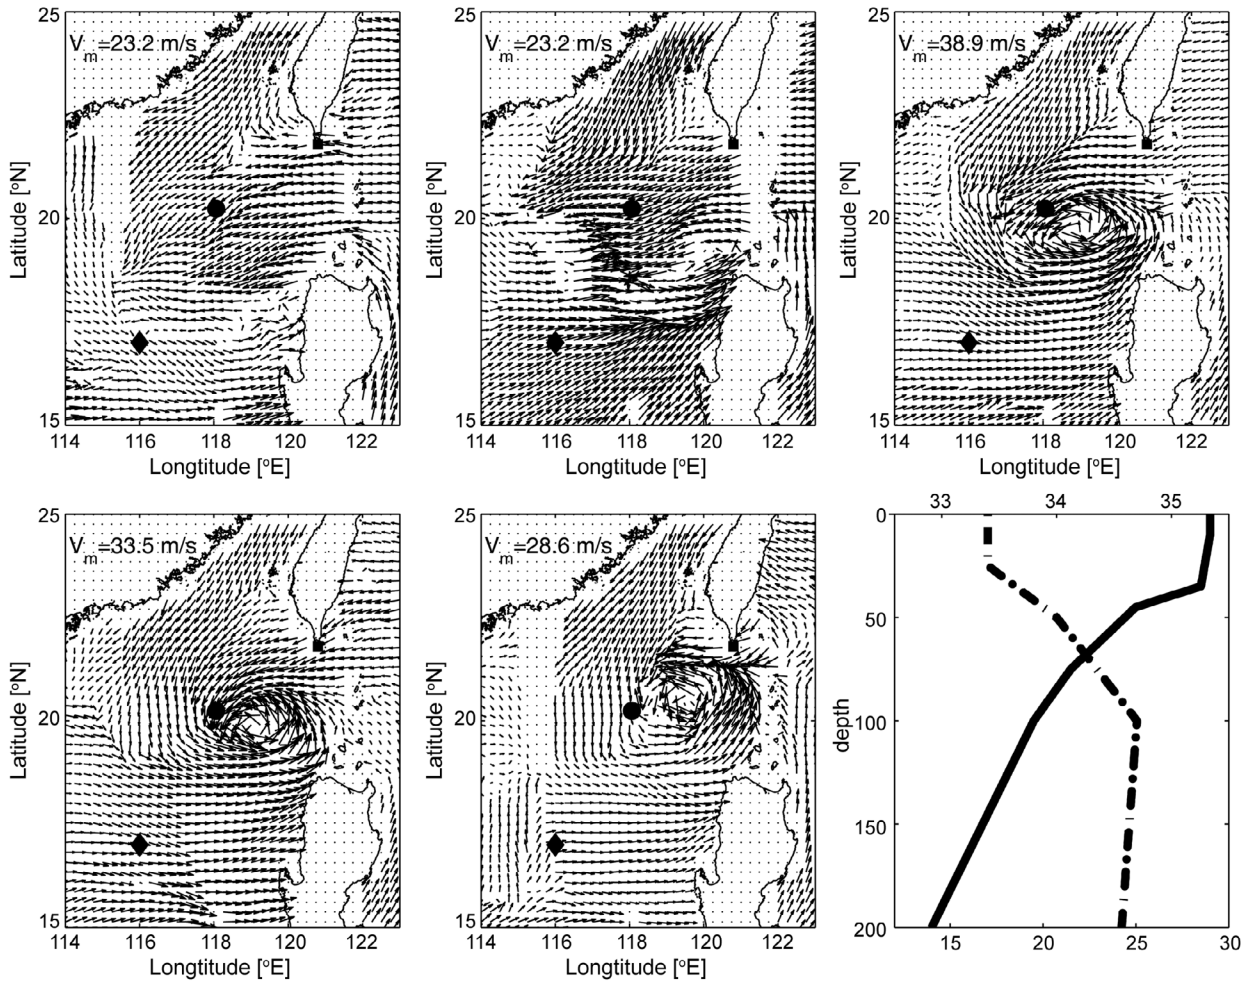 25
V_m=23.2 m/s
20
15
Latitude [°N]
114 116 118 120 122
Longtitude [°E]
25
V_m=23.2 m/s
20
15
Latitude [°N]
114 116 118 120 122
Longtitude [°E]
25
V_m=38.9 m/s
20
15
Latitude [°N]
114 116 118 120 122
Longtitude [°E]
25
V_m=33.5 m/s
20
15
Latitude [°N]
114 116 118 120 122
Longtitude [°E]
25
V_m=28.6 m/s
20
15
Latitude [°N]
114 116 118 120 122
Longtitude [°E]
33 34 35
0
50
100
150
200
depth
15 20 25 30